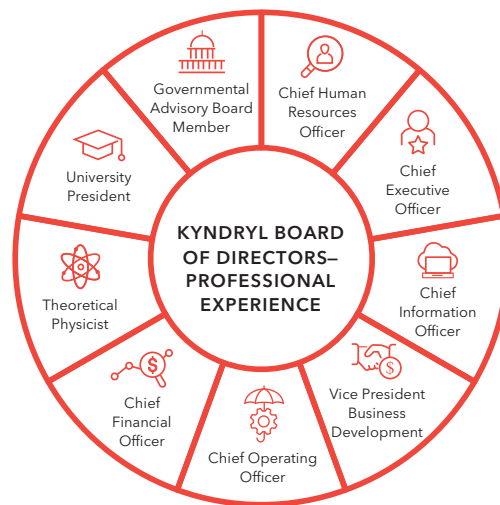 KYNDRYL BOARD
OF DIRECTORS–
PROFESSIONAL
EXPERIENCE
Chief Human
Resources
Officer
Chief
Executive
Officer
Chief
Information
Officer
Vice President
Business
Development
Chief Operating
Officer
Chief
Financial
Officer
Theoretical
Physicist
University
President
Governmental
Advisory Board
Member